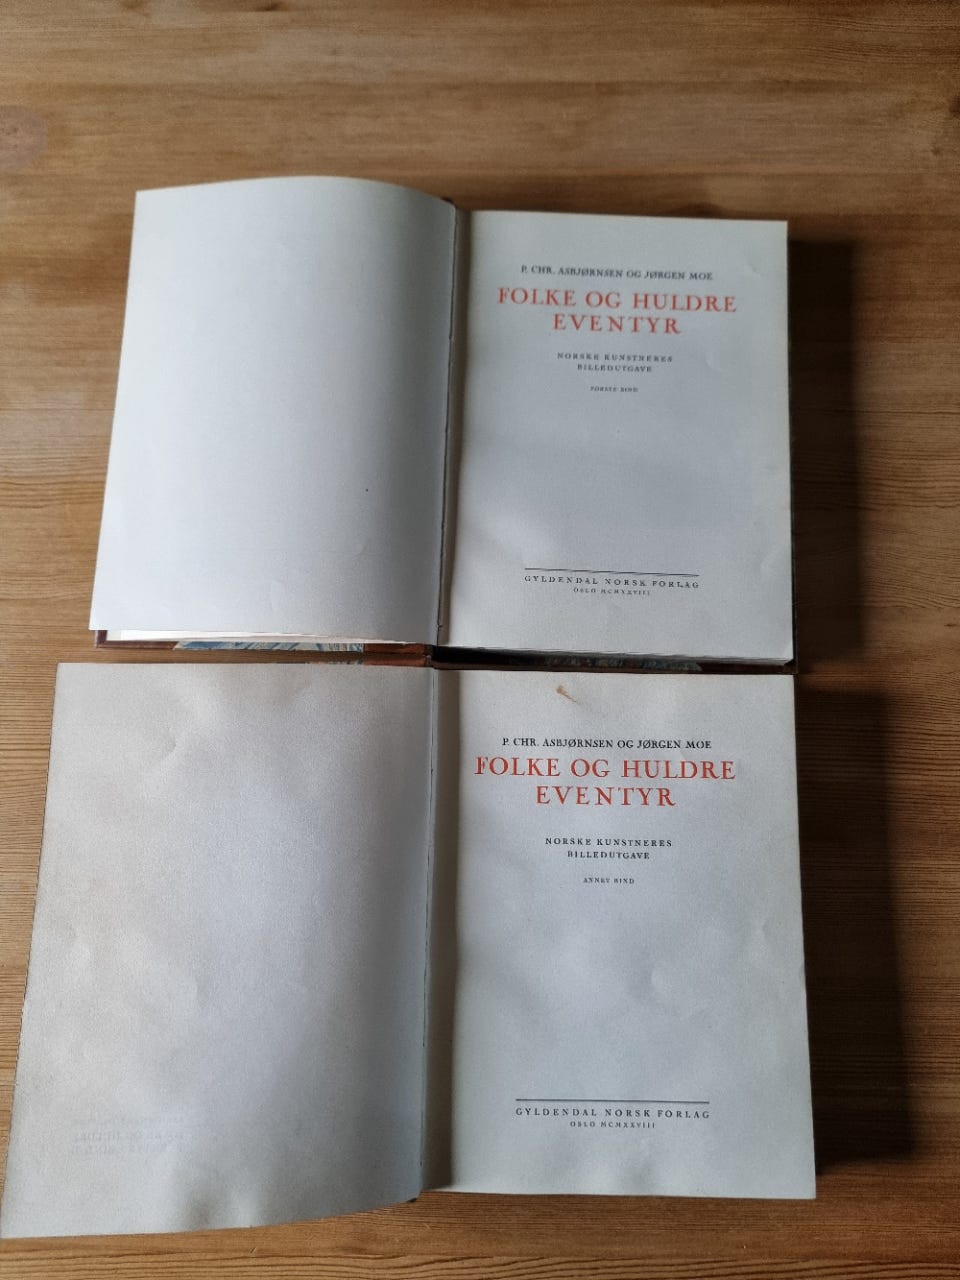 P. CHR. ASBJØRNSEN OG JØRGEN MOE
FOLKE OG HULDRE
EVENTYR
NORSKE KUNSTNERES
BILLEDUTGAVE
FØRSTE BIND
GYLDENDAL NORSK FORLAG
OSLO MCMXXVIII
P. CHR. ASBJØRNSEN OG JØRGEN MOE
FOLKE OG HULDRE
EVENTYR
NORSKE KUNSTNERES
BILLEDUTGAVE
ANNET BIND
GYLDENDAL NORSK FORLAG
OSLO MCMXXVIII